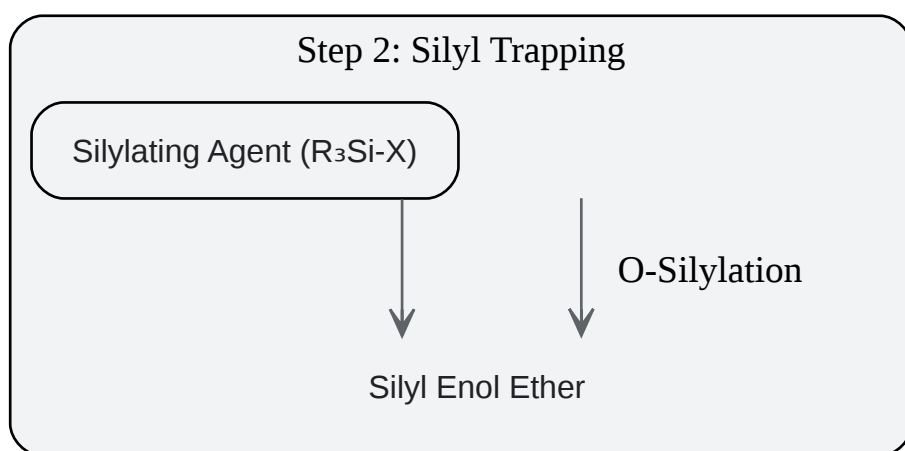 Step 2: Silyl Trapping
Silylating Agent (R₃Si-X)
O-Silylation
Silyl Enol Ether